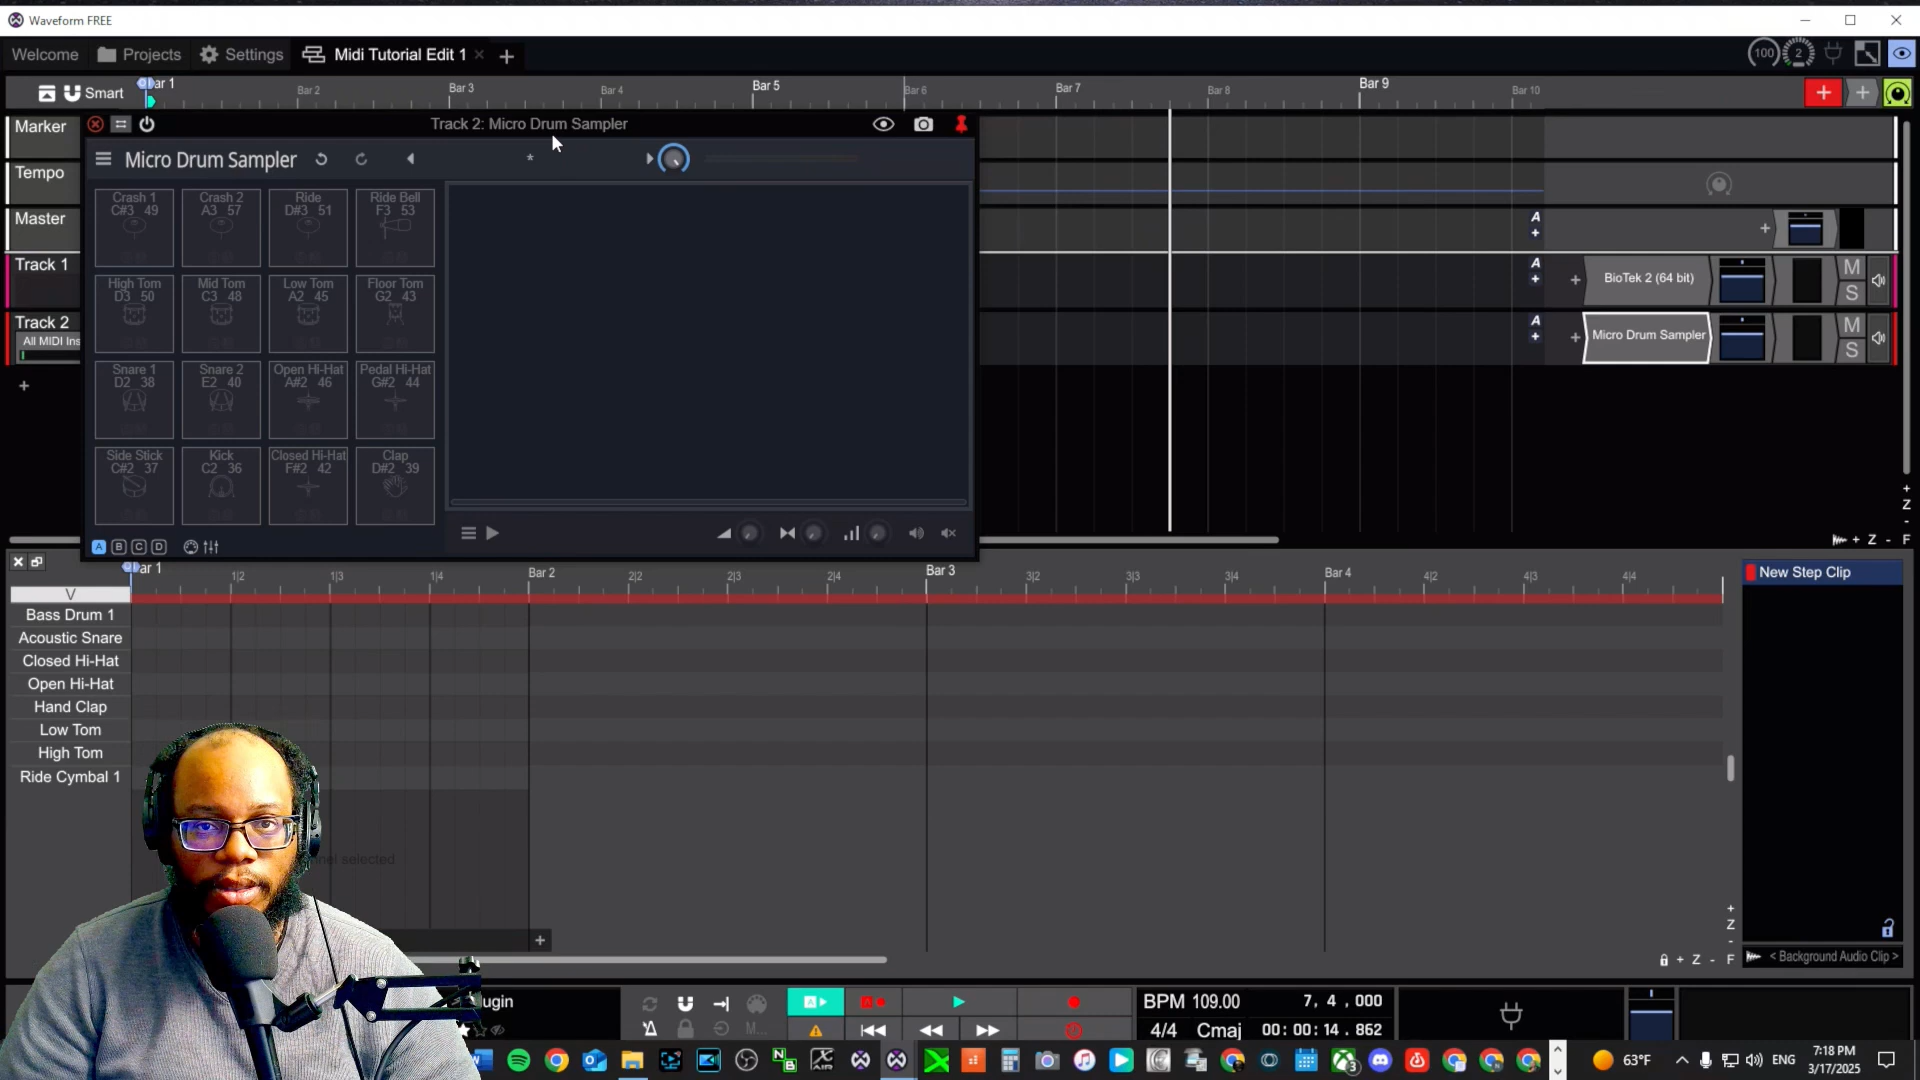 Waveform FREE
Welcome Projects Settings Midi Tutorial Edit 1
100 2
Smart
Bar 1 Bar 2 Bar 3 Bar 4 Bar 5 Bar 6 Bar 7 Bar 8 Bar 9 Bar 10
Marker
Tempo
Master
Track 1
Track 2
All MIDI Ins
Track 2: Micro Drum Sampler
Micro Drum Sampler
*
Crash 1 Crash 2 Ride Ride Bell
C#3 49 A3 57 D#3 51 F3 53
High Tom Mid Tom Low Tom Floor Tom
D3 50 C3 48 A2 45 G2 43
Snare 1 Snare 2 Open Hi-Hat Pedal Hi-Hat
D2 38 E2 40 A#2 46 G#2 44
Side Stick Kick Closed Hi-Hat Clap
C#2 37 C2 36 F#2 42 D#2 39
A B C D
A
A
BioTek 2 (64 bit)
M
S
A
Micro Drum Sampler
M
S
+ Z -
+ Z - F
Bar 1 1|2 1|3 1|4 Bar 2 2|2 2|3 2|4 Bar 3 3|2 3|3 3|4 Bar 4 4|2 4|3 4|4
V
Bass Drum 1
Acoustic Snare
Closed Hi-Hat
Open Hi-Hat
Hand Clap
Low Tom
High Tom
Ride Cymbal 1
selected
New Step Clip
+ Z -
+ Z - F
< Background Audio Clip >
BPM 109.00 7, 4 , 000
4/4 Cmaj 00: 00: 14 . 862
M...
63°F
ENG
7:18 PM
3/17/2025